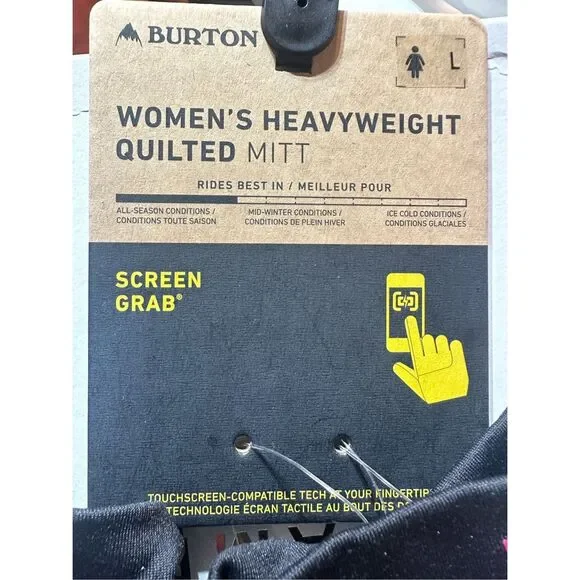 BURTON
L
WOMEN'S HEAVYWEIGHT
QUILTED MITT
RIDES BEST IN / MEILLEUR POUR
ALL-SEASON CONDITIONS / MID-WINTER CONDITIONS / ICE COLD CONDITIONS /
CONDITIONS TOUTE SAISON CONDITIONS DE PLEIN HIVER CONDITIONS GLACIALES
SCREEN
GRAB®
TOUCHSCREEN-COMPATIBLE TECH AT YOUR
TECHNOLOGIE ÉCRAN TACTILE AU BOUT DES